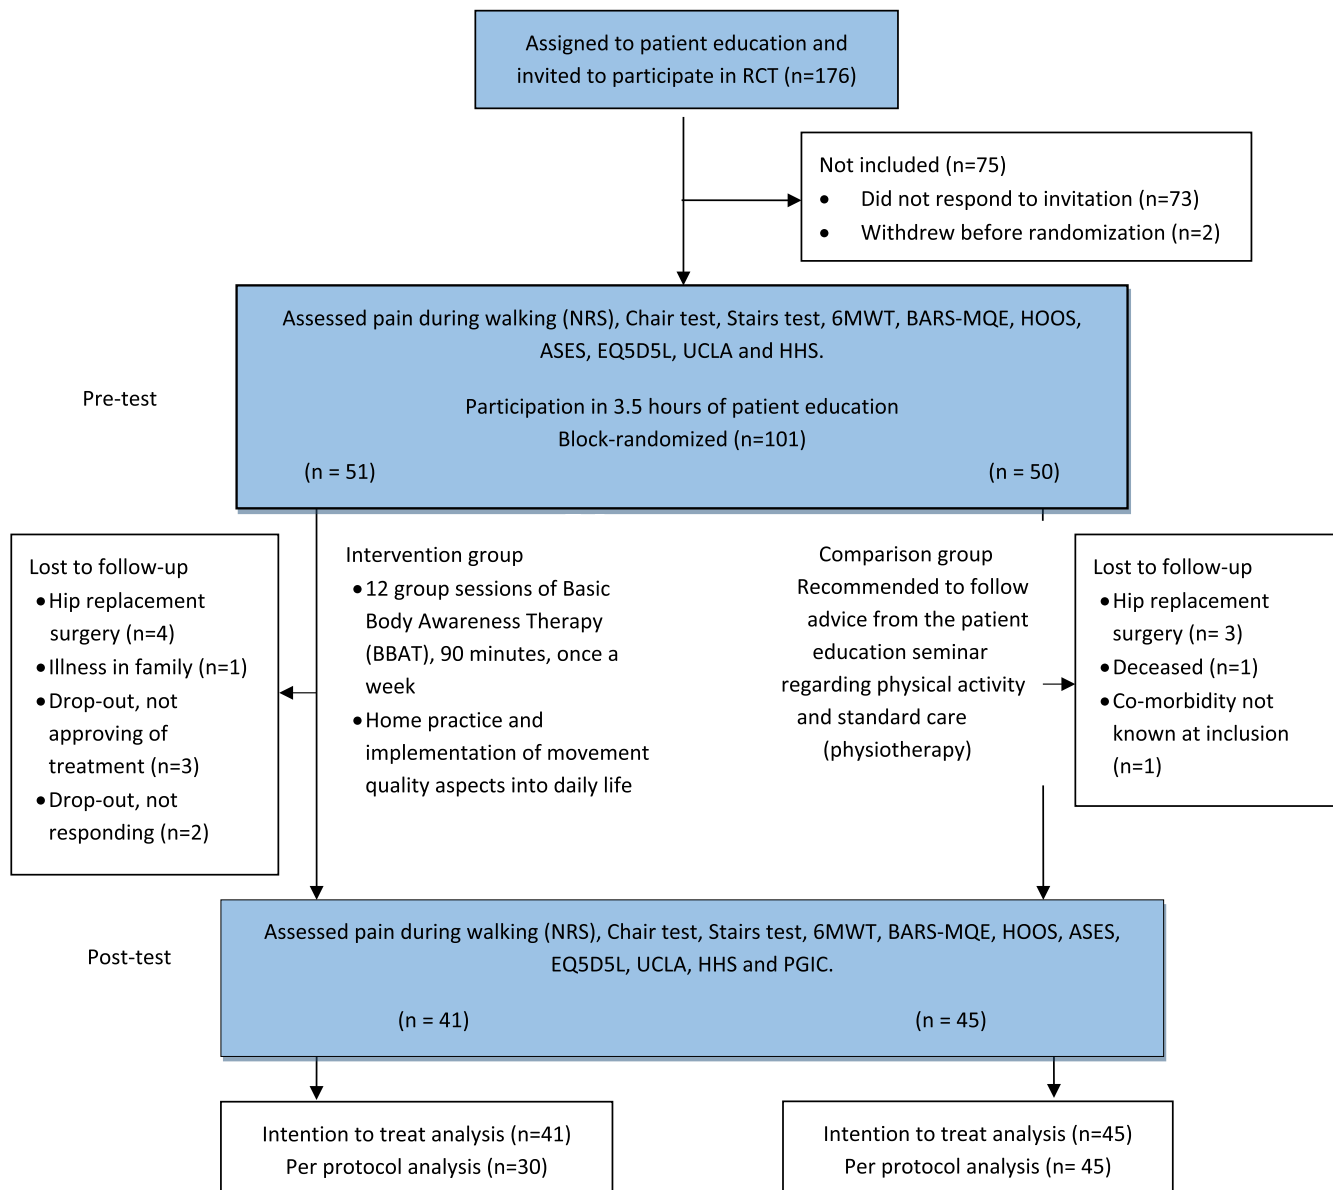 Assigned to patient education and
invited to participate in RCT (n=176)
Not included (n=75)
• Did not respond to invitation (n=73)
• Withdrew before randomization (n=2)
Pre-test
Assessed pain during walking (NRS), Chair test, Stairs test, 6MWT, BARS-MQE, HOOS,
ASES, EQ5D5L, UCLA and HHS.
Participation in 3.5 hours of patient education
Block-randomized (n=101)
(n = 51)
(n = 50)
Lost to follow-up
• Hip replacement
surgery (n=4)
• Illness in family (n=1)
• Drop-out, not
approving of
treatment (n=3)
• Drop-out, not
responding (n=2)
Intervention group
• 12 group sessions of Basic
Body Awareness Therapy
(BBAT), 90 minutes, once a
week
• Home practice and
implementation of movement
quality aspects into daily life
Comparison group
Recommended to follow
advice from the patient
education seminar
regarding physical activity
and standard care
(physiotherapy)
Lost to follow-up
• Hip replacement
surgery (n= 3)
• Deceased (n=1)
• Co-morbidity not
known at inclusion
(n=1)
Post-test
Assessed pain during walking (NRS), Chair test, Stairs test, 6MWT, BARS-MQE, HOOS, ASES,
EQ5D5L, UCLA, HHS and PGIC.
(n = 41)
(n = 45)
Intention to treat analysis (n=41)
Per protocol analysis (n=30)
Intention to treat analysis (n=45)
Per protocol analysis (n= 45)